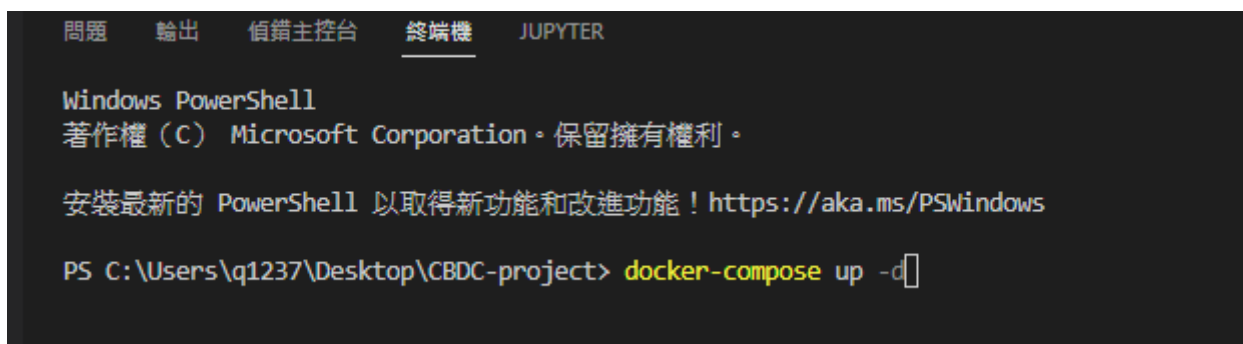 問題 輸出 偵錯主控台 終端機 JUPYTER
Windows PowerShell
著作權（C） Microsoft Corporation。保留擁有權利。
安裝最新的 PowerShell 以取得新功能和改進功能！https://aka.ms/PSWindows
PS C:\Users\q1237\Desktop\CBDC-project> docker-compose up -d